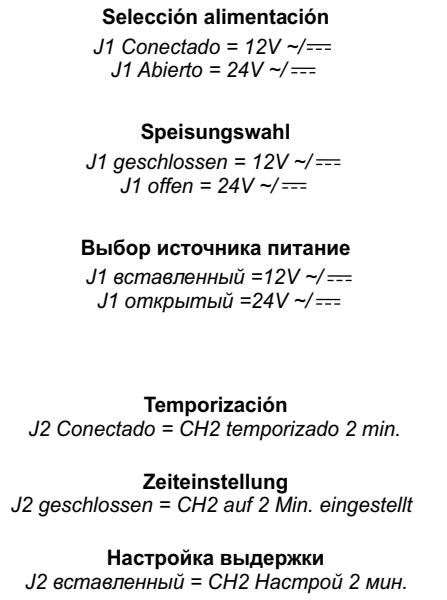 Selección alimentación
J1 Conectado = 12V ~/⎓
J1 Abierto = 24V ~/⎓
Speisungswahl
J1 geschlossen = 12V ~/⎓
J1 offen = 24V ~/⎓
Выбор источника питание
J1 вставленный =12V ~/⎓
J1 открытый =24V ~/⎓
Temporización
J2 Conectado = CH2 temporizado 2 min.
Zeiteinstellung
J2 geschlossen = CH2 auf 2 Min. eingestellt
Настройка выдержки
J2 вставленный = CH2 Настрой 2 мин.